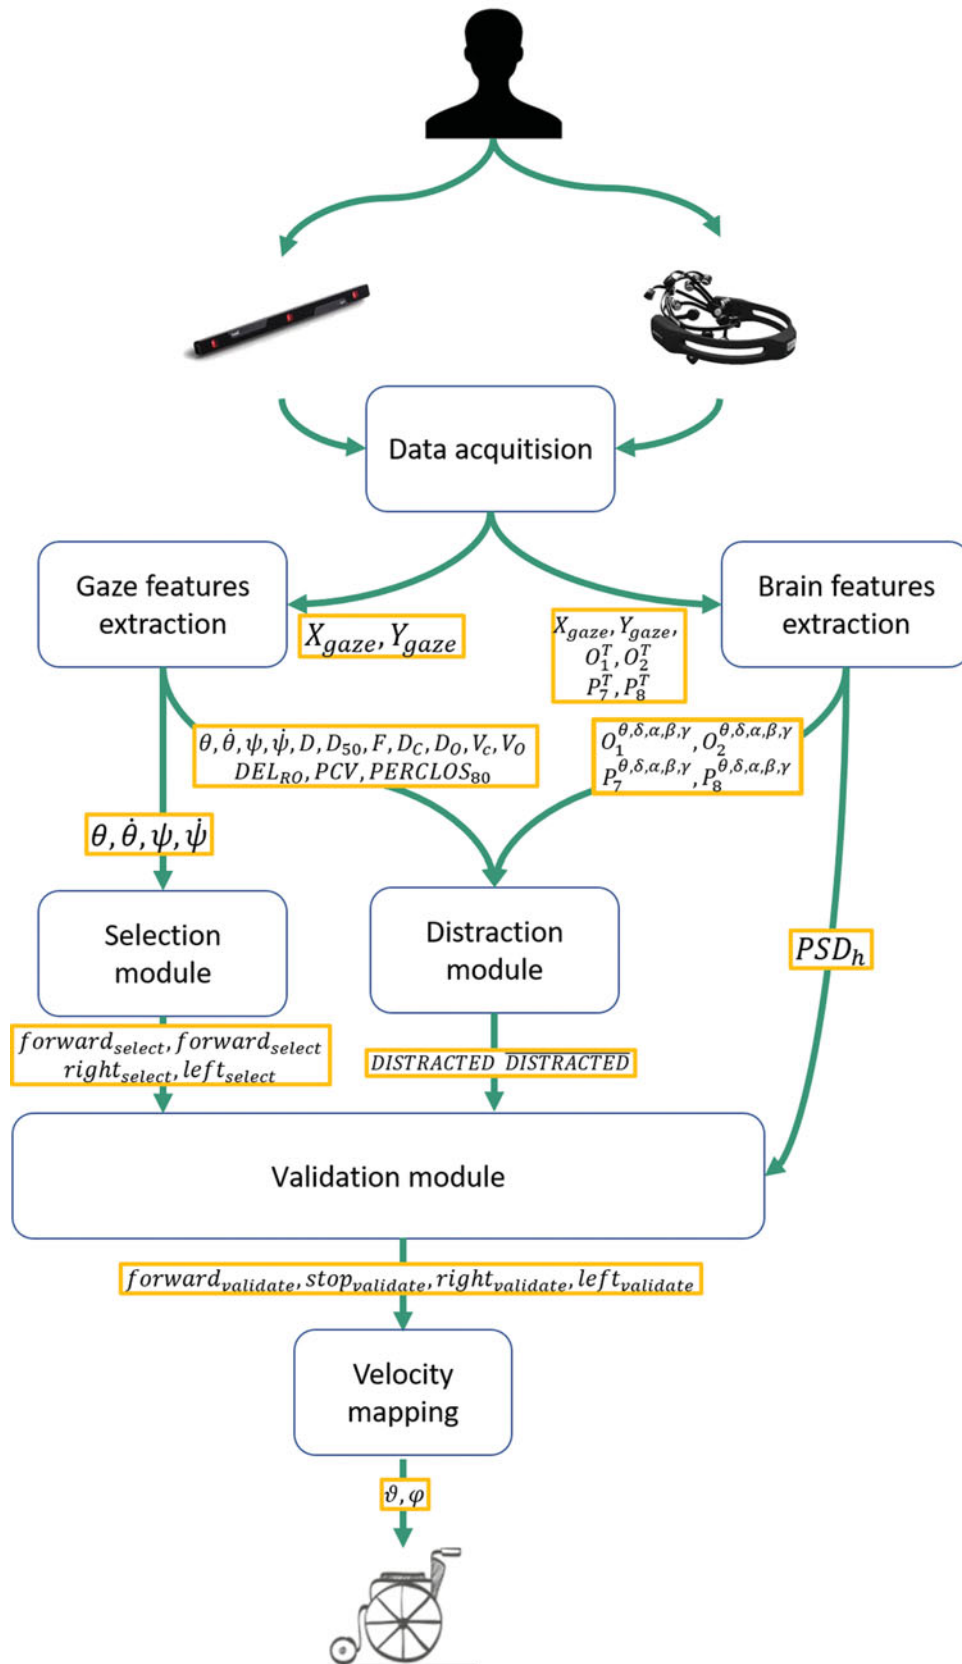 Data acquitision
Gaze features
extraction
Brain features
extraction
X_gaze, Y_gaze
X_gaze, Y_gaze,
O_1^T, O_2^T
P_7^T, P_8^T
θ, θ̇, ψ, ψ̇, D, D_50, F, D_C, D_O, V_c, V_O
DEL_RO, PCV, PERCLOS_80
O_1^θ,δ,α,β,γ, O_2^θ,δ,α,β,γ
P_7^θ,δ,α,β,γ, P_8^θ,δ,α,β,γ
θ, θ̇, ψ, ψ̇
Selection
module
Distraction
module
PSD_h
forward_select, forward_select
right_select, left_select
DISTRACTED D̅I̅S̅T̅R̅A̅C̅T̅E̅D̅
Validation module
forward_validate, stop_validate, right_validate, left_validate
Velocity
mapping
ϑ, φ